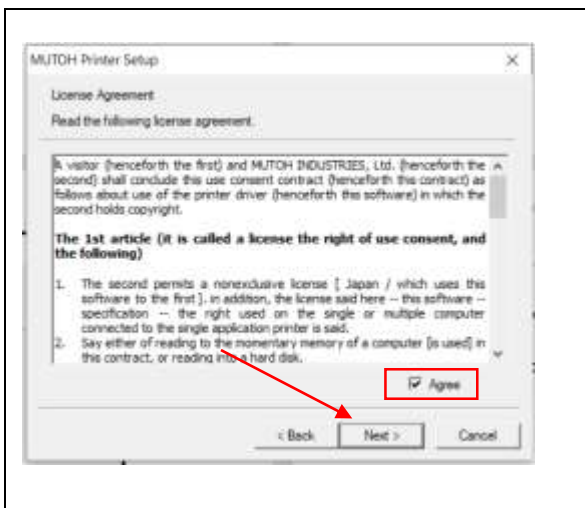 MUTOH Printer Setup
License Agreement
Read the following license agreement.
A visitor (henceforth the first) and MUTOH INDUSTRIES, Ltd. (henceforth the
second) shall conclude this use consent contract (henceforth this contract) as
follows about use of the printer driver (henceforth this software) in which the
second holds copyright.
The 1st article (it is called a license the right of use consent, and
the following)
1. The second permits a nonexclusive license [ Japan / which uses this
software to the first ]. in addition, the license said here -- this software --
specification -- the right used on the single or multiple computer
connected to the single application printer is said.
2. Say either of reading to the momentary memory of a computer [is used] in
this contract, or reading into a hard disk.
Agree
< Back
Next >
Cancel